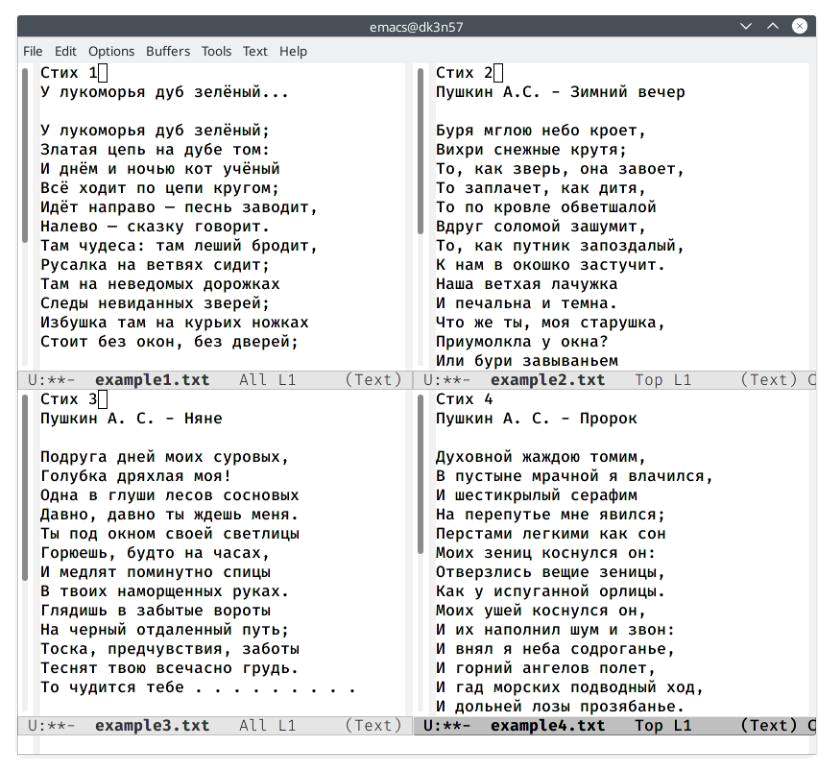 emacs@dk3n57
File Edit Options Buffers Tools Text Help
Стих 1
У лукоморья дуб зелёный...
У лукоморья дуб зелёный;
Златая цепь на дубе том:
И днём и ночью кот учёный
Всё ходит по цепи кругом;
Идёт направо — песнь заводит,
Налево — сказку говорит.
Там чудеса: там леший бродит,
Русалка на ветвях сидит;
Там на неведомых дорожках
Следы невиданных зверей;
Избушка там на курьих ножках
Стоит без окон, без дверей;
U:**- example1.txt All L1 (Text)
Стих 2
Пушкин А.С. - Зимний вечер
Буря мглою небо кроет,
Вихри снежные крутя;
То, как зверь, она завоет,
То заплачет, как дитя,
То по кровле обветшалой
Вдруг соломой зашумит,
То, как путник запоздалый,
К нам в окошко застучит.
Наша ветхая лачужка
И печальна и темна.
Что же ты, моя старушка,
Приумолкла у окна?
Или бури завываньем
U:**- example2.txt Top L1 (Text) C
Стих 3
Пушкин А. С. - Няне
Подруга дней моих суровых,
Голубка дряхлая моя!
Одна в глуши лесов сосновых
Давно, давно ты ждешь меня.
Ты под окном своей светлицы
Горюешь, будто на часах,
И медлят поминутно спицы
В твоих наморщенных руках.
Глядишь в забытые вороты
На черный отдаленный путь;
Тоска, предчувствия, заботы
Теснят твою всечасно грудь.
То чудится тебе . . . . . . . . .
U:**- example3.txt All L1 (Text)
Стих 4
Пушкин А. С. - Пророк
Духовной жаждою томим,
В пустыне мрачной я влачился,
И шестикрылый серафим
На перепутье мне явился;
Перстами легкими как сон
Моих зениц коснулся он:
Отверзлись вещие зеницы,
Как у испуганной орлицы.
Моих ушей коснулся он,
И их наполнил шум и звон:
И внял я неба содроганье,
И горний ангелов полет,
И гад морских подводный ход,
И дольней лозы прозябанье.
U:**- example4.txt Top L1 (Text) C